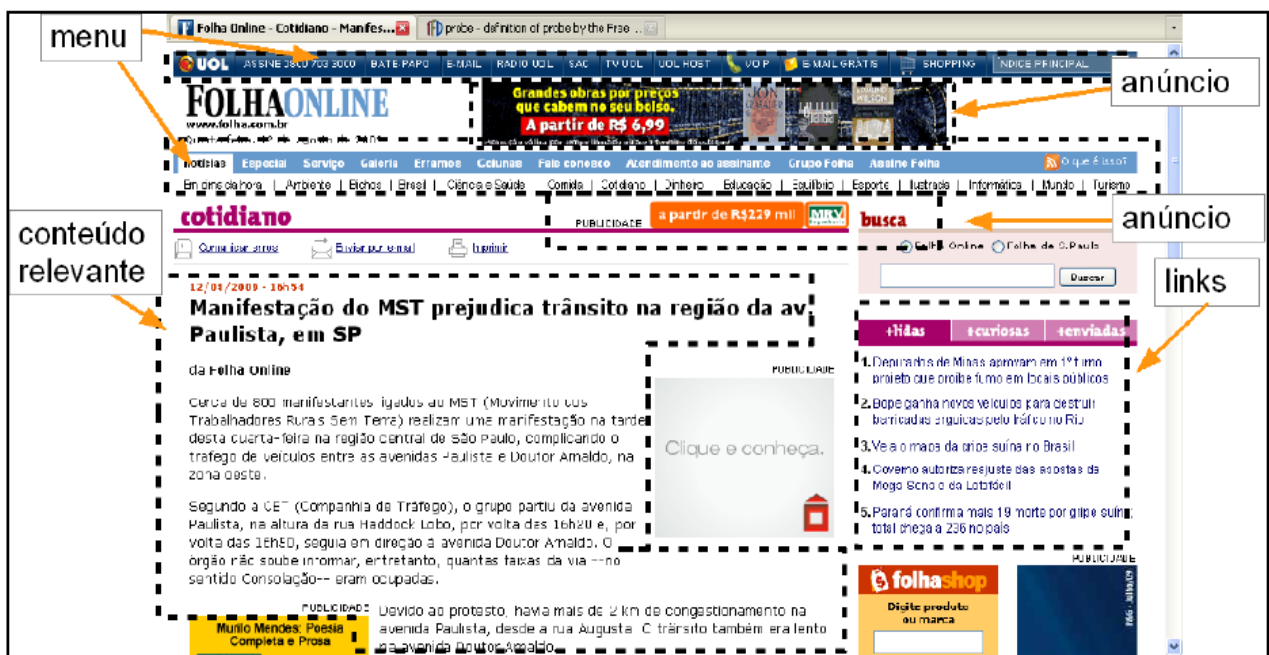 menu
anúncio
conteúdo
relevante
anúncio
links
Folha Online - Cotidiano - Manifes...
probe - definition of probe by the Free ...
UOL ASSINE 0800 703 3000 BATE-PAPO E-MAIL RÁDIO UOL SAC TV UOL UOL HOST VOIP E-MAIL GRÁTIS SHOPPING ÍNDICE PRINCIPAL
FOLHAONLINE
www.folha.com.br
Grandes obras por preços
que cabem no seu bolso.
A partir de R$ 6,99
Notícias Especial Serviço Galeria Erramos Colunas Fale conosco Atendimento ao assinante Grupo Folha Assine Folha O que é isso?
Em cima da hora | Ambiente | Bichos | Brasil | Ciência e Saúde Comida | Cotidiano | Dinheiro Educação | Equilíbrio | Esporte | Ilustrada | Informática | Mundo | Turismo
cotidiano
PUBLICIDADE
a partir de R$229 mil MRV
busca
Comunicar erros Enviar por e-mail Imprimir
Folha Online Folha de S.Paulo
Buscar
12/08/2009 - 16h54
Manifestação do MST prejudica trânsito na região da av.
Paulista, em SP
da Folha Online
Cerca de 800 manifestantes ligados ao MST (Movimento dos
Trabalhadores Rurais Sem Terra) realizam uma manifestação na tarde
desta quarta-feira na região central de São Paulo, complicando o
tráfego de veículos entre as avenidas Paulista e Doutor Arnaldo, na
zona oeste.
Segundo a CET (Companhia de Tráfego), o grupo partiu da avenida
Paulista, na altura da rua Haddock Lobo, por volta das 16h20 e, por
volta das 16h50, seguia em direção à avenida Doutor Arnaldo. O
órgão não soube informar, entretanto, quantas faixas da via --no
sentido Consolação-- eram ocupadas.
PUBLICIDADE
Clique e conheça.
PUBLICIDADE
Murilo Mendes: Poesia
Completa e Prosa
Devido ao protesto, havia mais de 2 km de congestionamento na
avenida Paulista, desde a rua Augusta. O trânsito também era lento
na avenida Doutor Arnaldo.
+lidas +curiosas +enviadas
1. Deputados de Minas aprovam em 1º turno
projeto que proíbe fumo em locais públicos
2. Bope ganha novos veículos para destruir
barricadas erguidas pelo tráfico no Rio
3. Veja o mapa da gripe suína no Brasil
4. Governo autoriza reajuste das apostas da
Mega-Sena e da Lotofácil
5. Paraná confirma mais 19 morte por gripe suína;
total chega a 236 no país
PUBLICIDADE
folhashop
Digite produto
ou marca